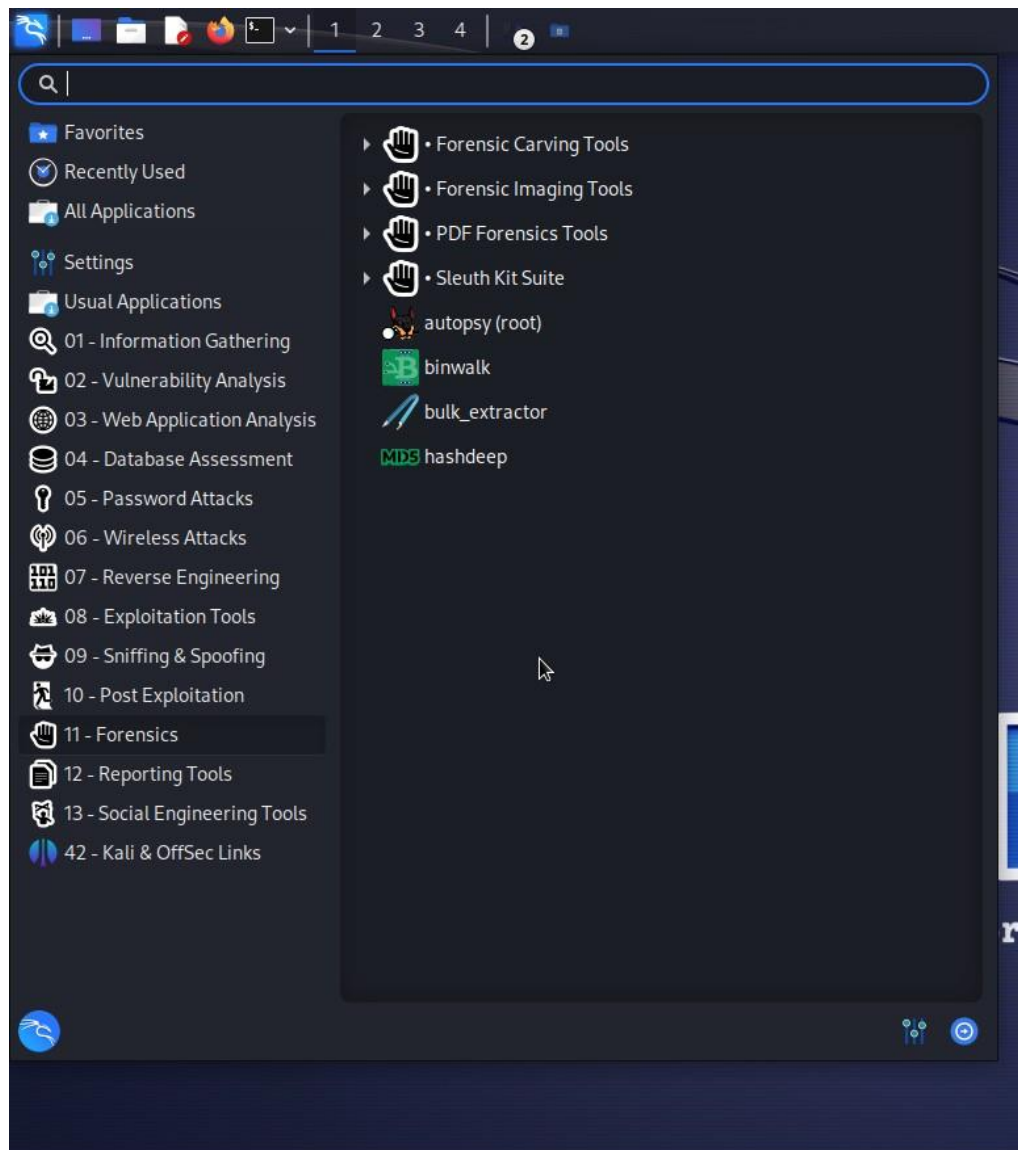 1 2 3 4 2
Favorites
Recently Used
All Applications
Settings
Usual Applications
01 - Information Gathering
02 - Vulnerability Analysis
03 - Web Application Analysis
04 - Database Assessment
05 - Password Attacks
06 - Wireless Attacks
07 - Reverse Engineering
08 - Exploitation Tools
09 - Sniffing & Spoofing
10 - Post Exploitation
11 - Forensics
12 - Reporting Tools
13 - Social Engineering Tools
42 - Kali & OffSec Links
• Forensic Carving Tools
• Forensic Imaging Tools
• PDF Forensics Tools
• Sleuth Kit Suite
autopsy (root)
binwalk
bulk_extractor
MD5 hashdeep
r